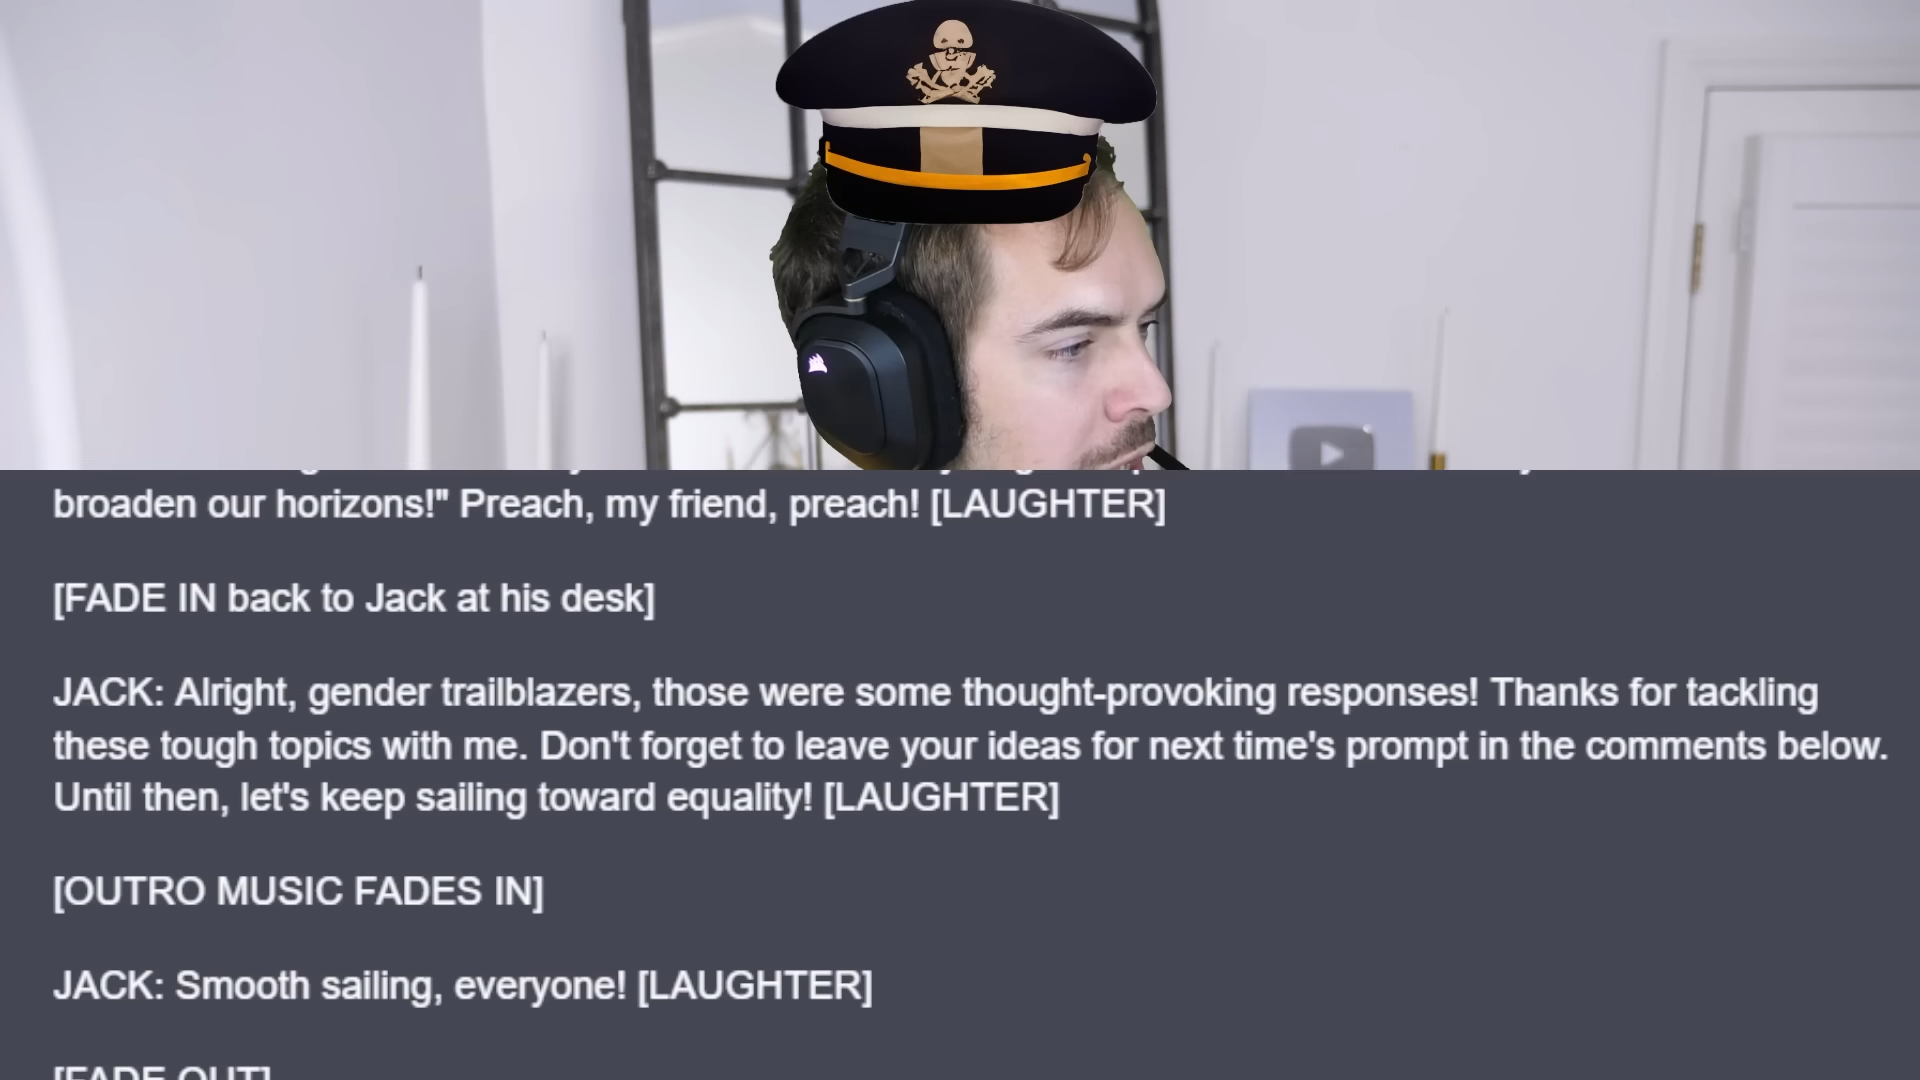 broaden our horizons!" Preach, my friend, preach! [LAUGHTER]
[FADE IN back to Jack at his desk]
JACK: Alright, gender trailblazers, those were some thought-provoking responses! Thanks for tackling
these tough topics with me. Don't forget to leave your ideas for next time's prompt in the comments below.
Until then, let's keep sailing toward equality! [LAUGHTER]
[OUTRO MUSIC FADES IN]
JACK: Smooth sailing, everyone! [LAUGHTER]
[FADE OUT]